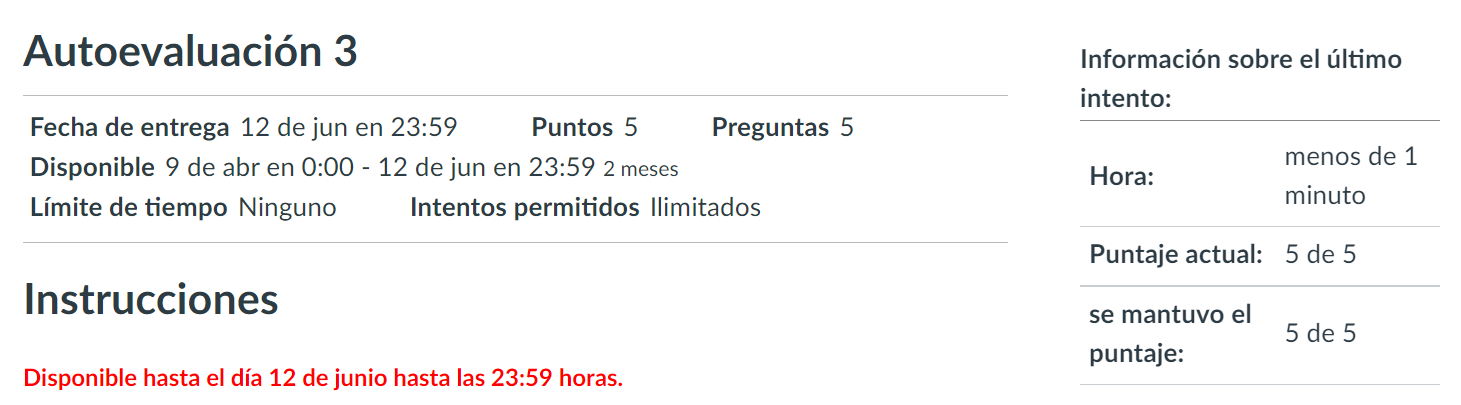 Autoevaluación 3
Fecha de entrega 12 de jun en 23:59 Puntos 5 Preguntas 5
Disponible 9 de abr en 0:00 - 12 de jun en 23:59 2 meses
Límite de tiempo Ninguno Intentos permitidos Ilimitados
Instrucciones
Disponible hasta el día 12 de junio hasta las 23:59 horas.
Información sobre el último
intento:
Hora: menos de 1
minuto
Puntaje actual: 5 de 5
se mantuvo el
puntaje: 5 de 5